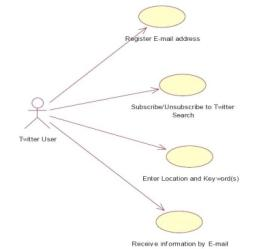 Register E-mail address
Subscribe/Unsubscribe to Twitter
Search
Twitter User
Enter Location and Keyword(s)
Receive information by E-mail